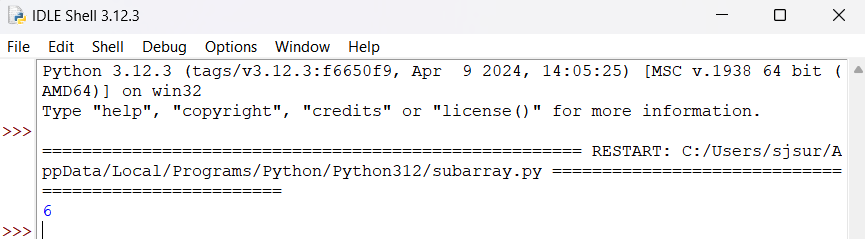 IDLE Shell 3.12.3
File Edit Shell Debug Options Window Help
Python 3.12.3 (tags/v3.12.3:f6650f9, Apr  9 2024, 14:05:25) [MSC v.1938 64 bit (
AMD64)] on win32
Type "help", "copyright", "credits" or "license()" for more information.
>>>
====================================================== RESTART: C:/Users/sjsur/A
ppData/Local/Programs/Python/Python312/subarray.py =============================
========================
6
>>>